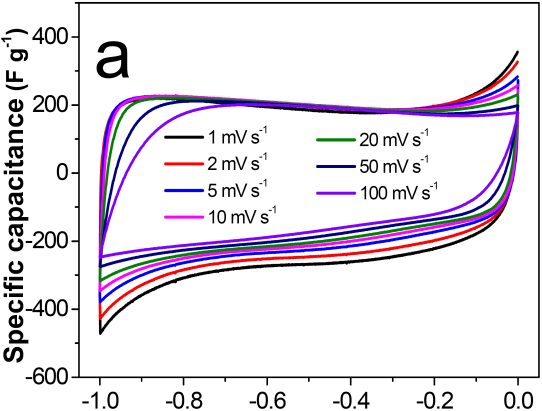 a
Specific capacitance (F g⁻¹)
400
200
0
-200
-400
-600
1 mV s⁻¹
2 mV s⁻¹
5 mV s⁻¹
10 mV s⁻¹
20 mV s⁻¹
50 mV s⁻¹
100 mV s⁻¹
-1.0 -0.8 -0.6 -0.4 -0.2 0.0